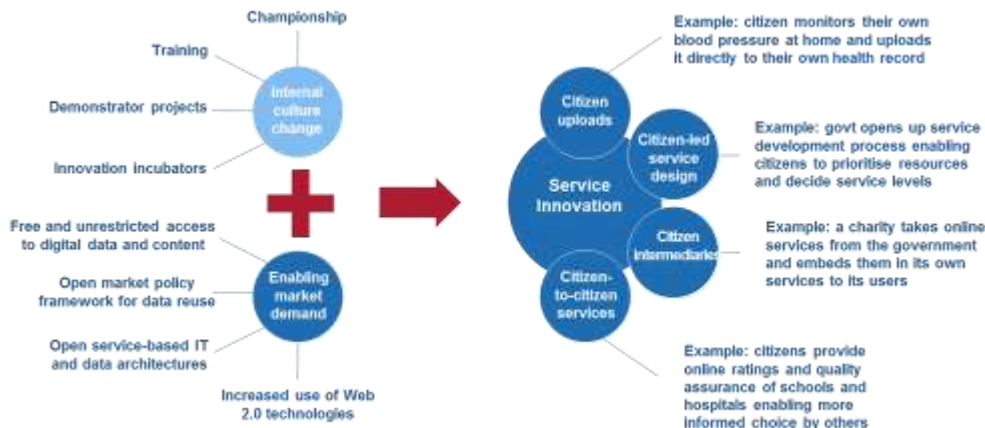 Championship
Training
Demonstrator projects
Innovation incubators
Internal
culture
change
Free and unrestricted access
to digital data and content
Open market policy
framework for data reuse
Open service-based IT
and data architectures
Increased use of Web
2.0 technologies
Enabling
market
demand
Service
Innovation
Citizen
uploads
Example: citizen monitors their own
blood pressure at home and uploads
it directly to their own health record
Citizen-led
service
design
Example: govt opens up service
development process enabling
citizens to prioritise resources
and decide service levels
Citizen
Intermediaries
Example: a charity takes online
services from the government
and embeds them in its own
services to its users
Citizen-
to-citizen
services
Example: citizens provide
online ratings and quality
assurance of schools and
hospitals enabling more
informed choice by others